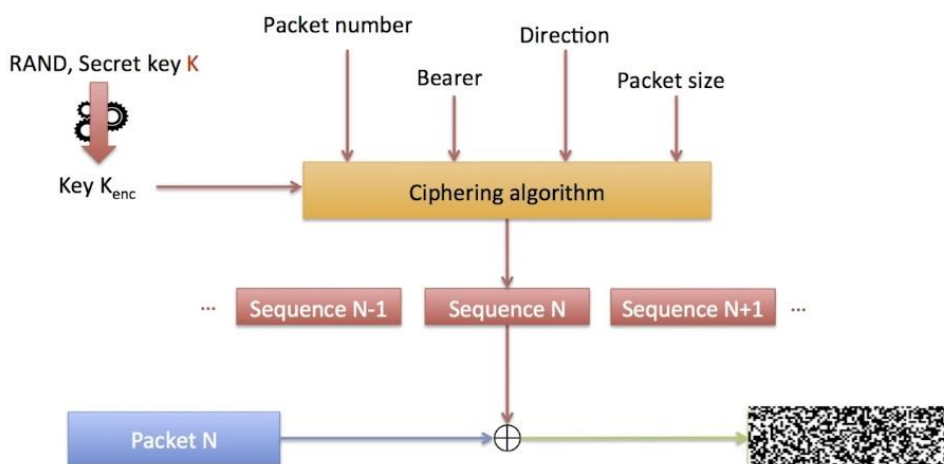 Packet number
Direction
RAND, Secret key K
Bearer
Packet size
Key Kenc
Ciphering algorithm
... Sequence N-1 Sequence N Sequence N+1 ...
Packet N